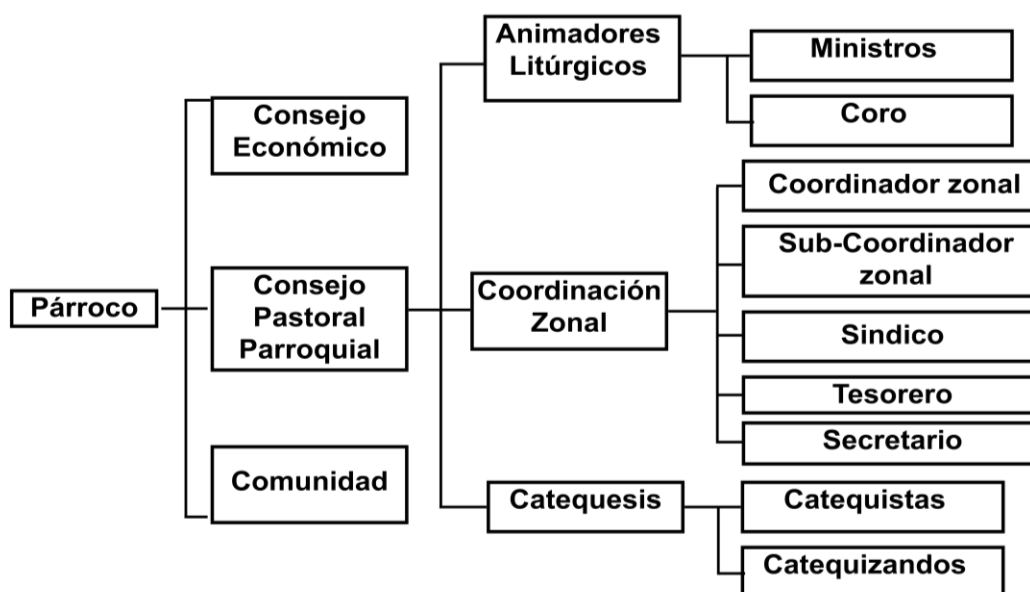 Párroco
Consejo
Económico
Consejo
Pastoral
Parroquial
Comunidad
Animadores
Litúrgicos
Coordinación
Zonal
Catequesis
Ministros
Coro
Coordinador zonal
Sub-Coordinador
zonal
Sindico
Tesorero
Secretario
Catequistas
Catequizandos